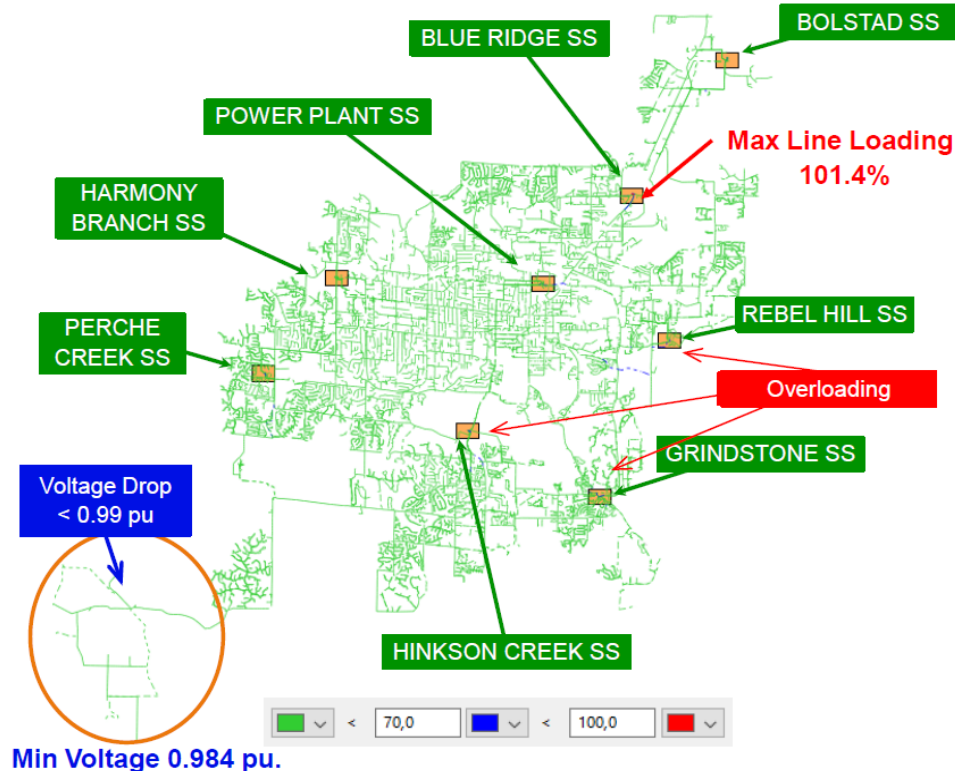 BOLSTAD SS
BLUE RIDGE SS
POWER PLANT SS
Max Line Loading
101.4%
HARMONY
BRANCH SS
REBEL HILL SS
PERCHE
CREEK SS
Overloading
GRINDSTONE SS
Voltage Drop
< 0.99 pu
HINKSON CREEK SS
< 70,0 < 100,0
Min Voltage 0.984 pu.